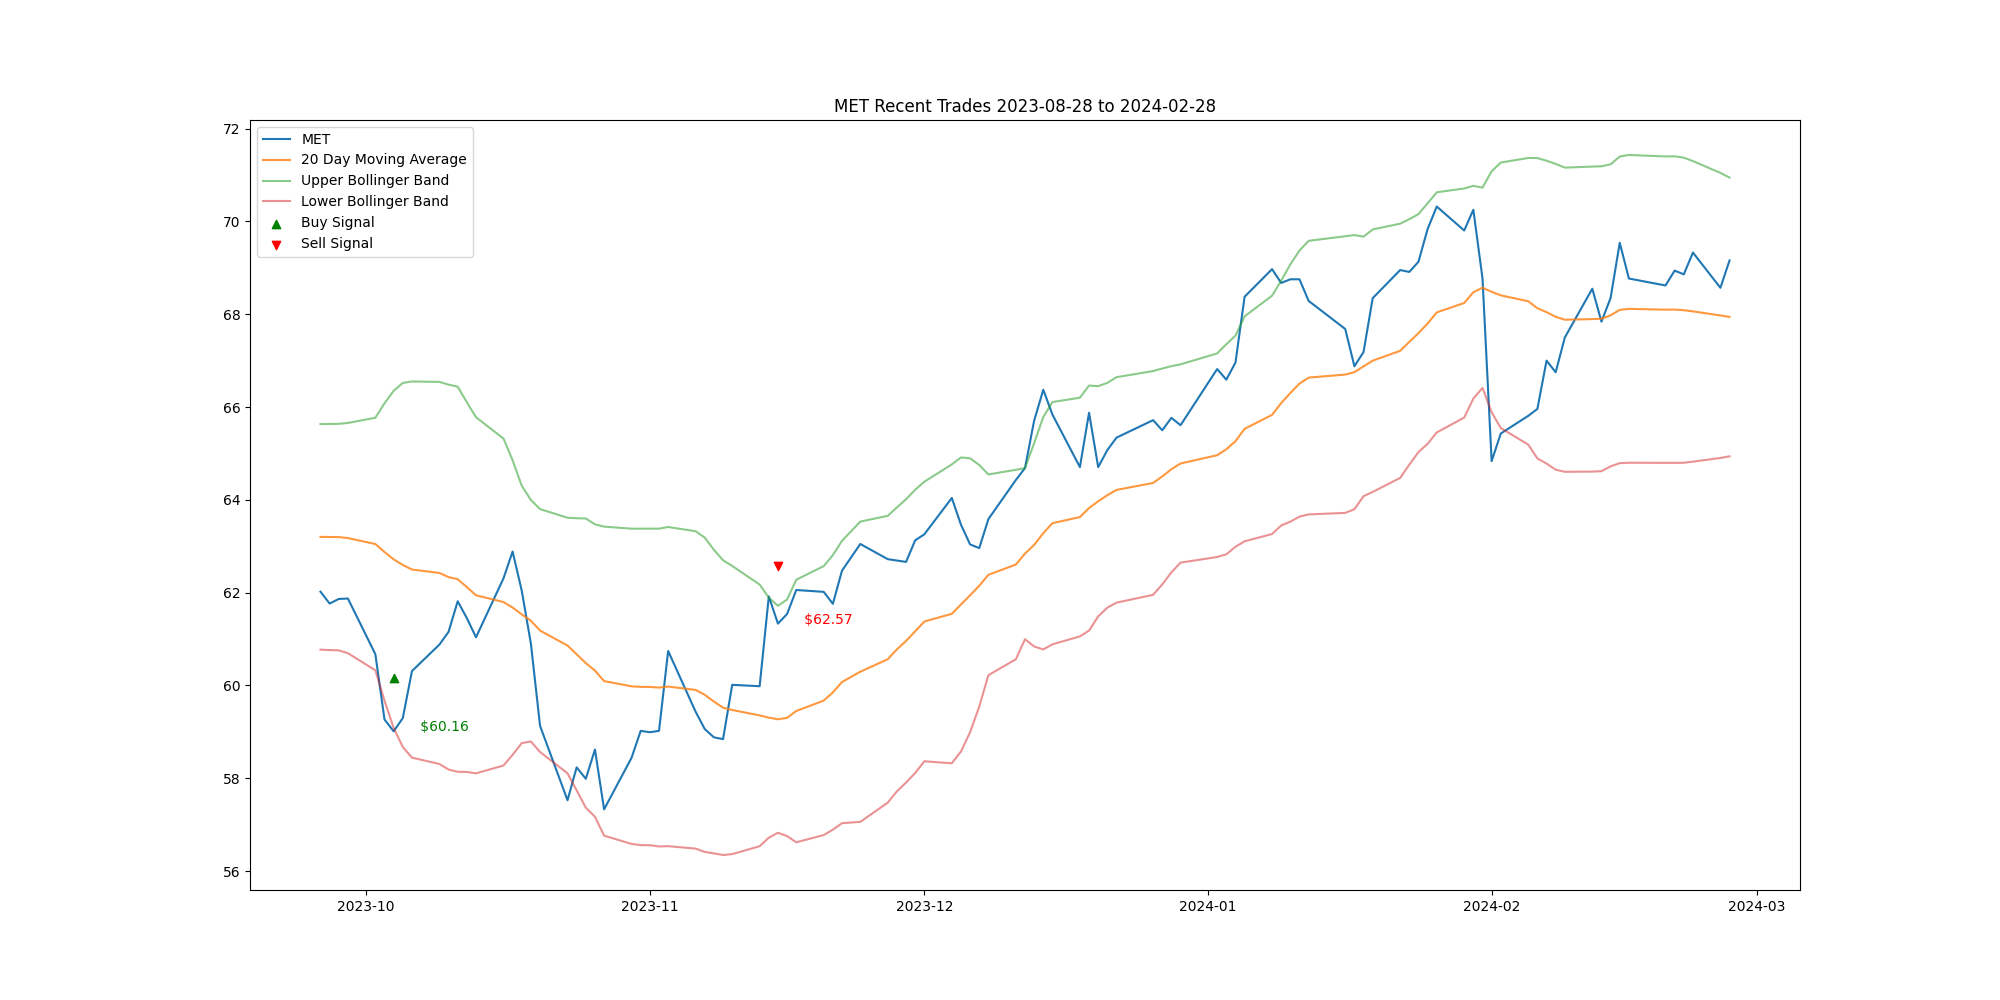 MET Recent Trades 2023-08-28 to 2024-02-28
72
70
68
66
64
62
60
58
56
MET
20 Day Moving Average
Upper Bollinger Band
Lower Bollinger Band
Buy Signal
Sell Signal
$62.57
$60.16
2023-10
2023-11
2023-12
2024-01
2024-02
2024-03